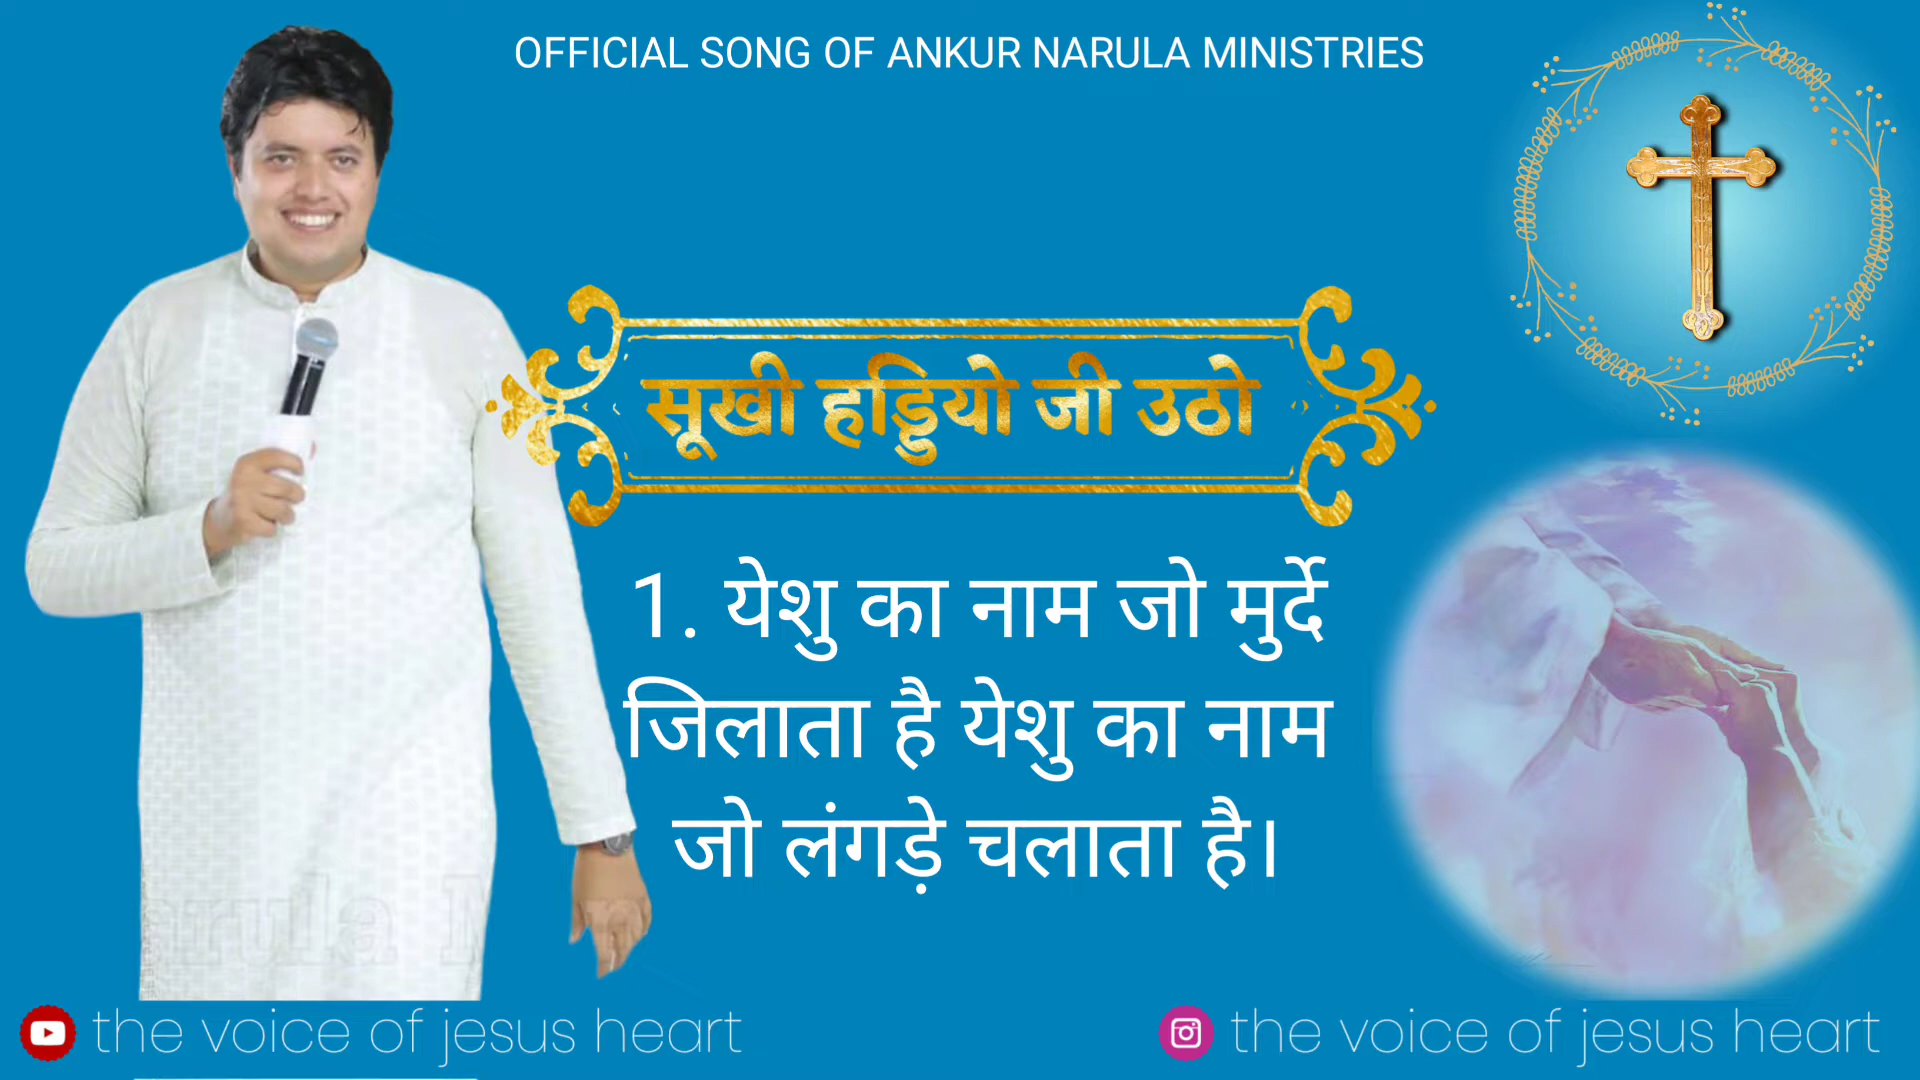 OFFICIAL SONG OF ANKUR NARULA MINISTRIES
सूखी हड्डियो जी उठो
1. येशु का नाम जो मुर्दे
जिलाता है येशु का नाम
जो लंगड़े चलाता है।
the voice of jesus heart
the voice of jesus heart